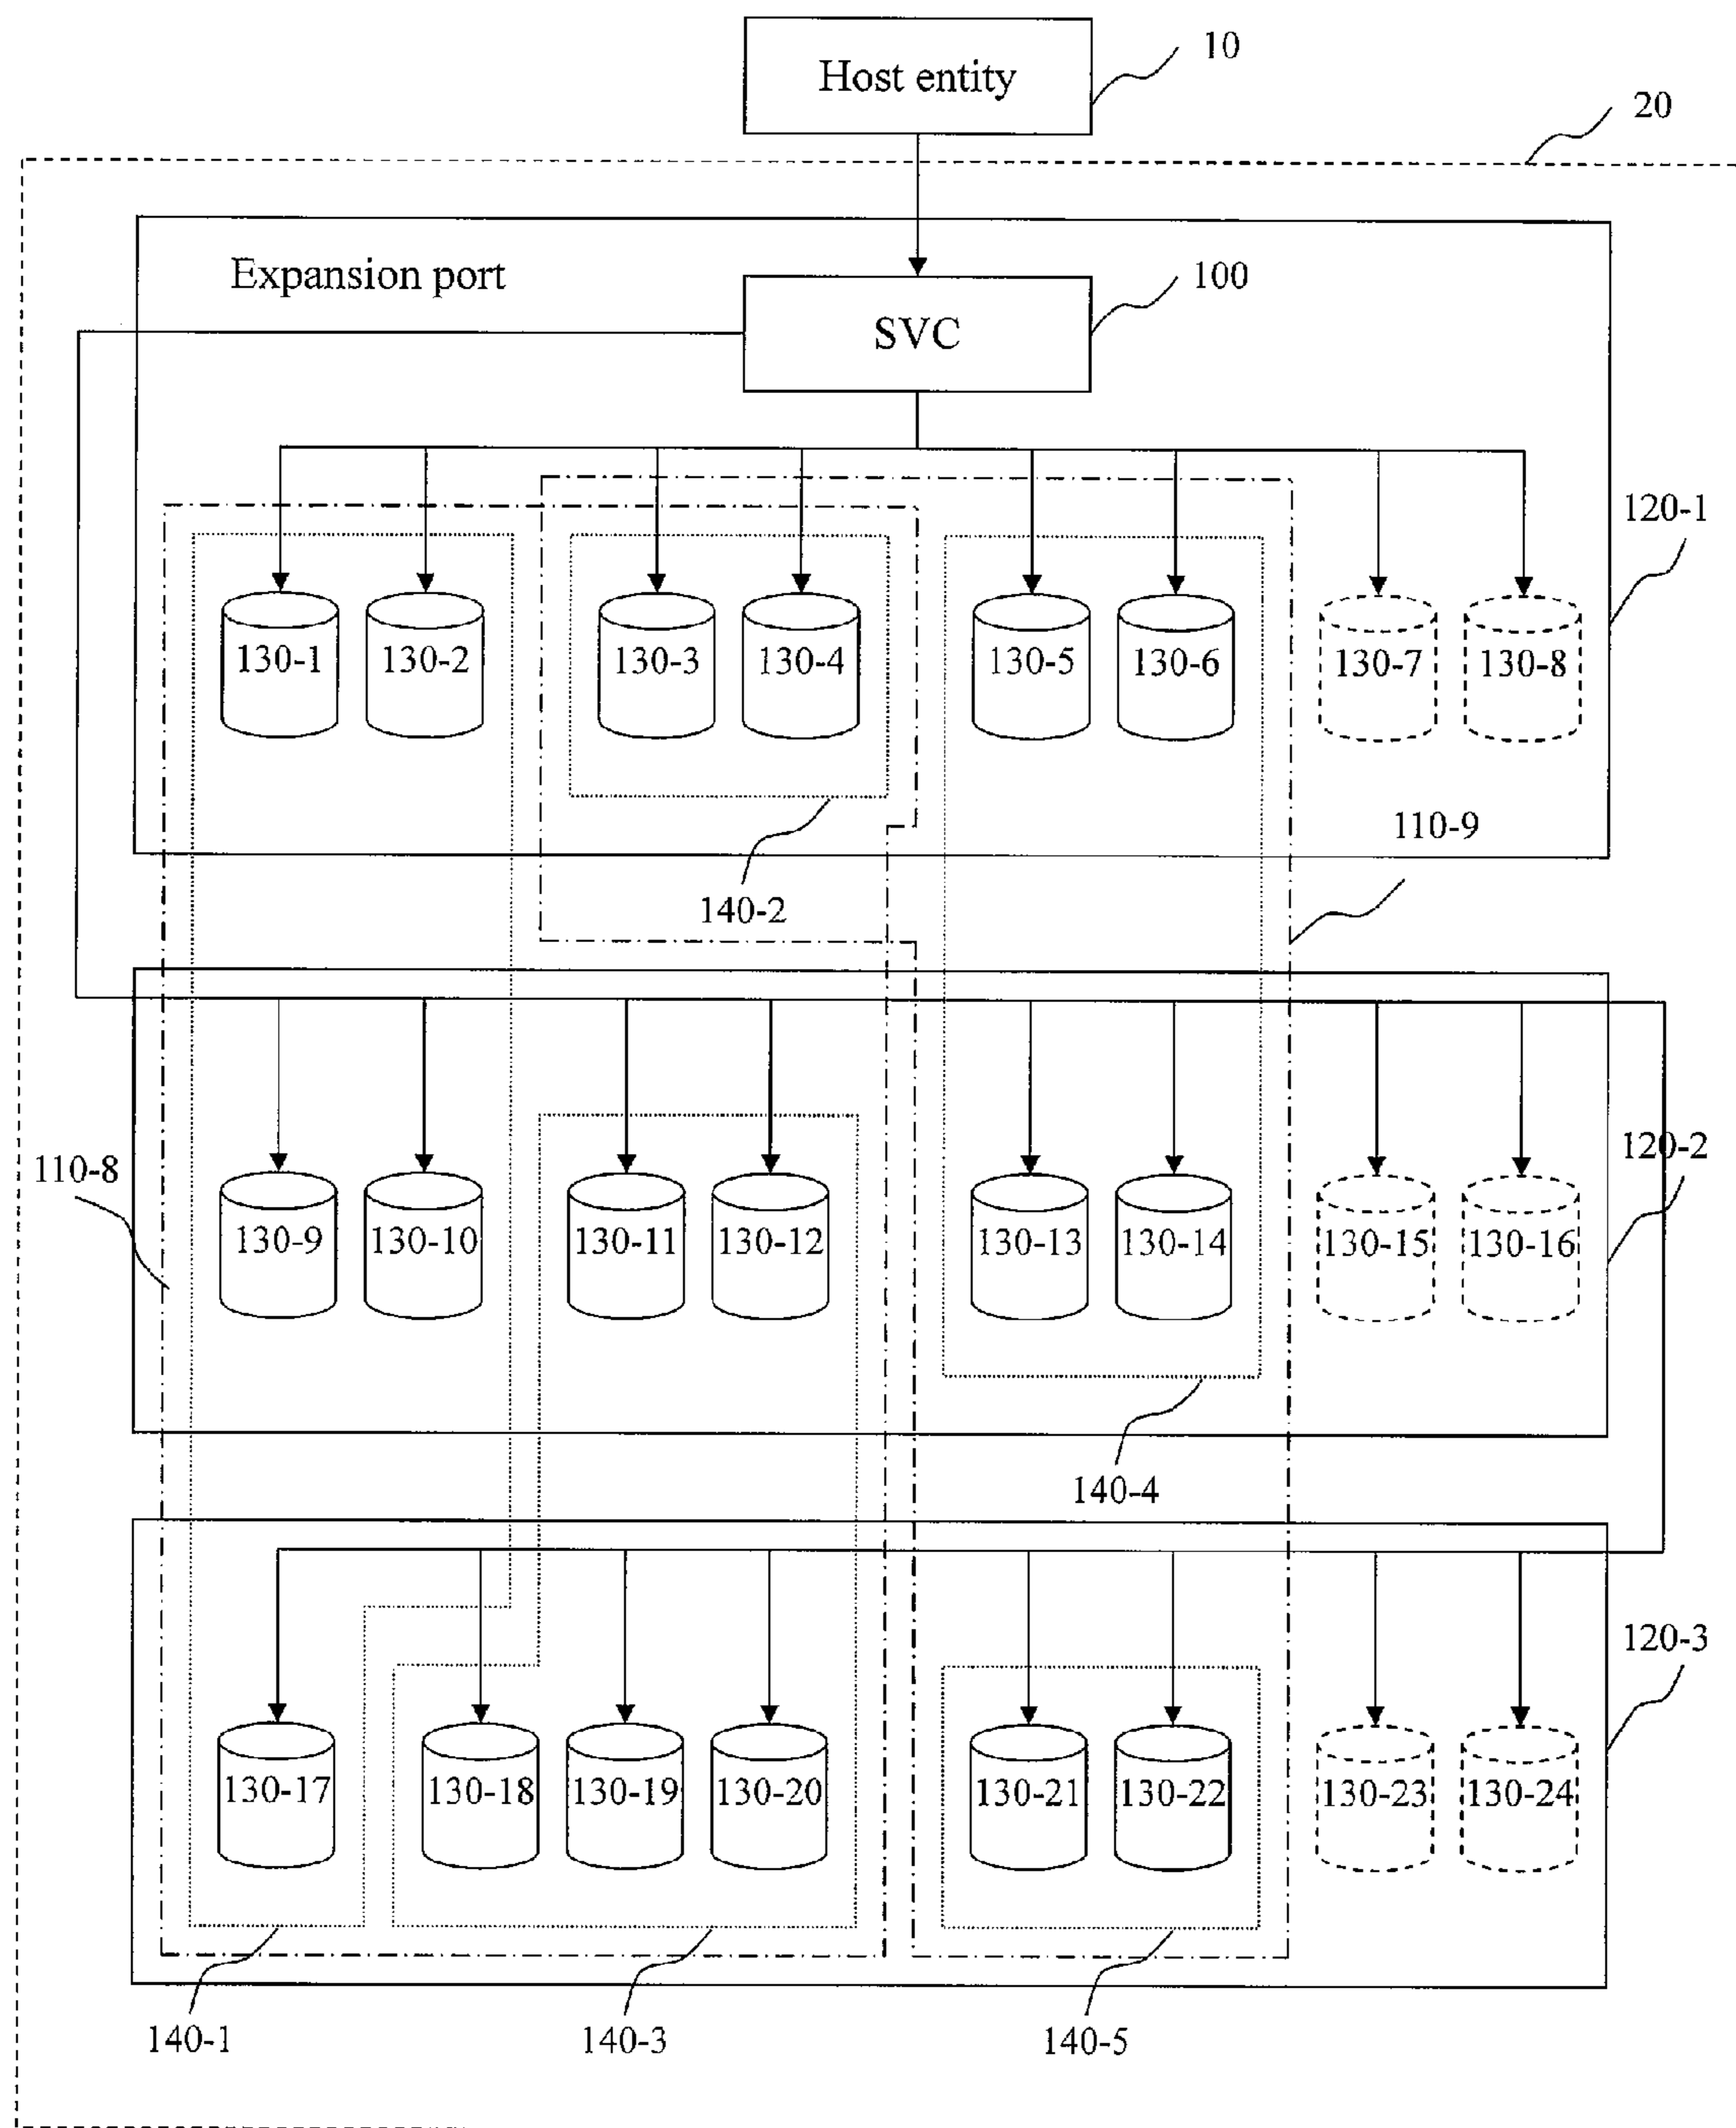 Host entity
10
20
Expansion port
SVC
100
120-1
130-1 130-2 130-3 130-4 130-5 130-6 130-7 130-8
110-9
140-2
120-2
110-8
130-9 130-10 130-11 130-12 130-13 130-14 130-15 130-16
140-4
120-3
130-17 130-18 130-19 130-20 130-21 130-22 130-23 130-24
140-1 140-3 140-5